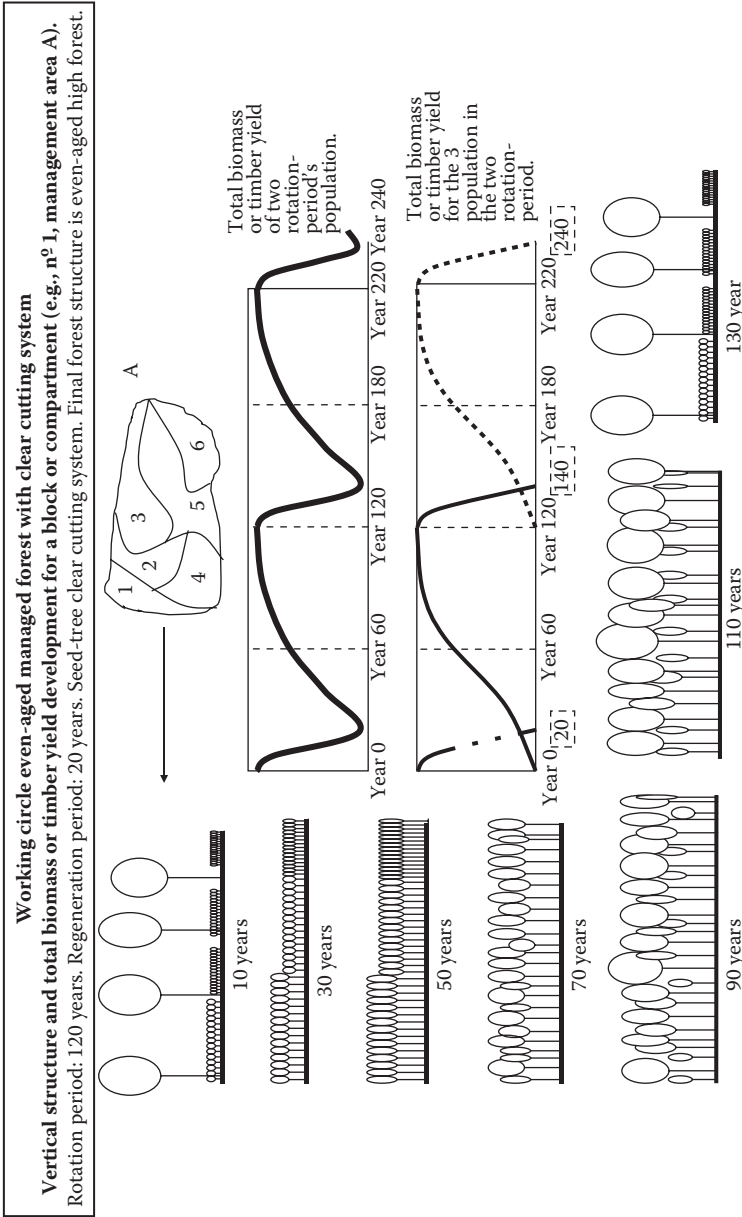 Working circle even-aged managed forest with clear cutting system
Vertical structure and total biomass or timber yield development for a block or compartment (e.g., nº 1, management area A).
Rotation period: 120 years. Regeneration period: 20 years. Seed-tree clear cutting system. Final forest structure is even-aged high forest.
A
1
2
3
4
5
6
10 years
30 years
50 years
70 years
90 years
110 years
130 year
Total biomass
or timber yield
of two
rotation-
period's
population.
Year 0
Year 60
Year 120
Year 180
Year 220
Year 240
Total biomass
or timber yield
for the 3
population in
the two
rotation-
period.
Year 0
20
Year 60
Year 120
140
Year 180
Year 220
240